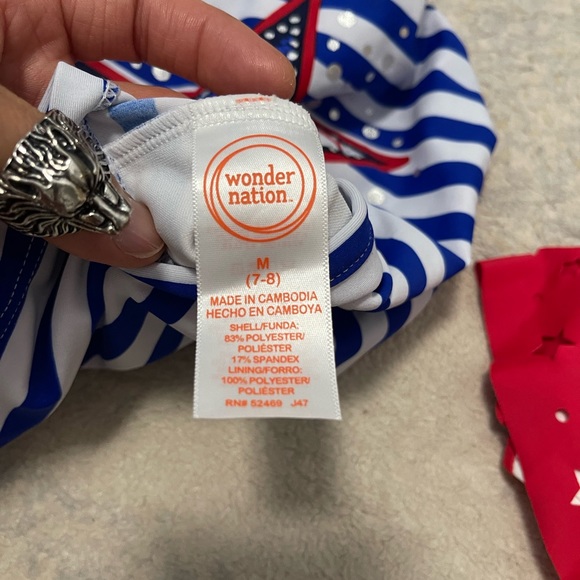 wonder
nation™
M
(7-8)
MADE IN CAMBODIA
HECHO EN CAMBOYA
SHELL/FUNDA:
83% POLYESTER/
POLIÉSTER
17% SPANDEX
LINING/FORRO:
100% POLYESTER/
POLIÉSTER
RN# 52469 J47